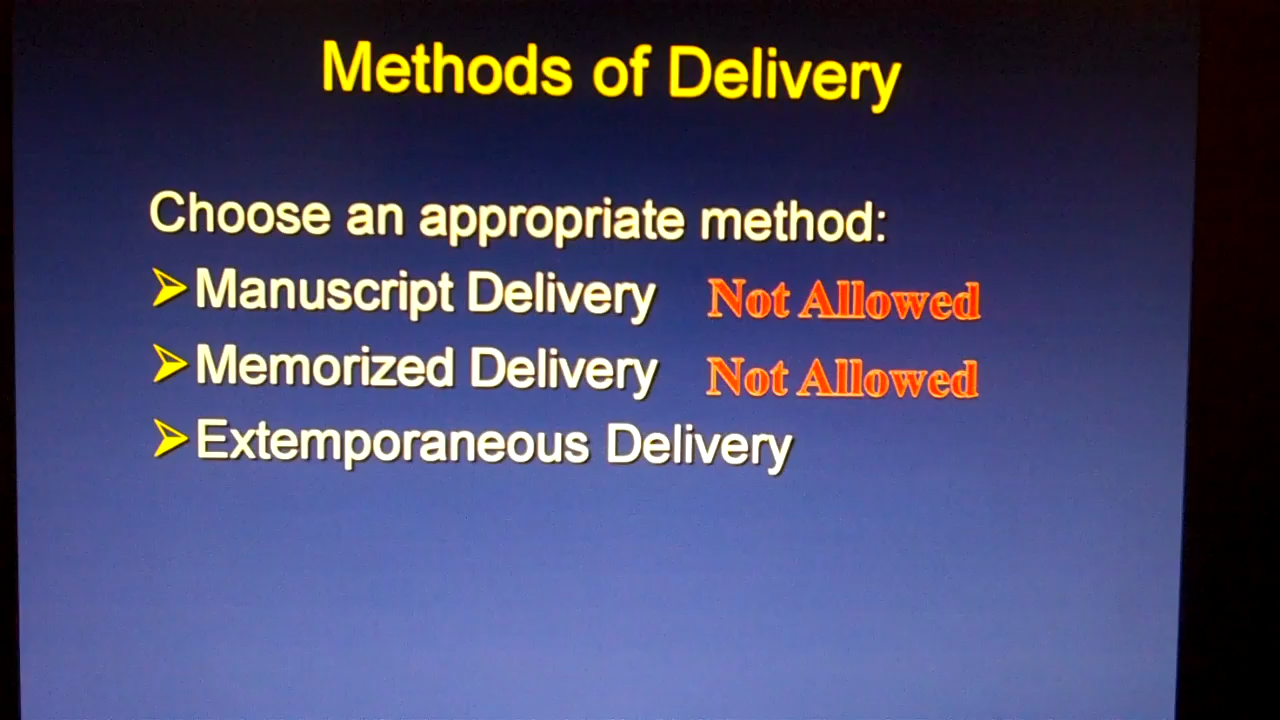 Methods of Delivery
Choose an appropriate method:
Manuscript Delivery Not Allowed
Memorized Delivery Not Allowed
Extemporaneous Delivery